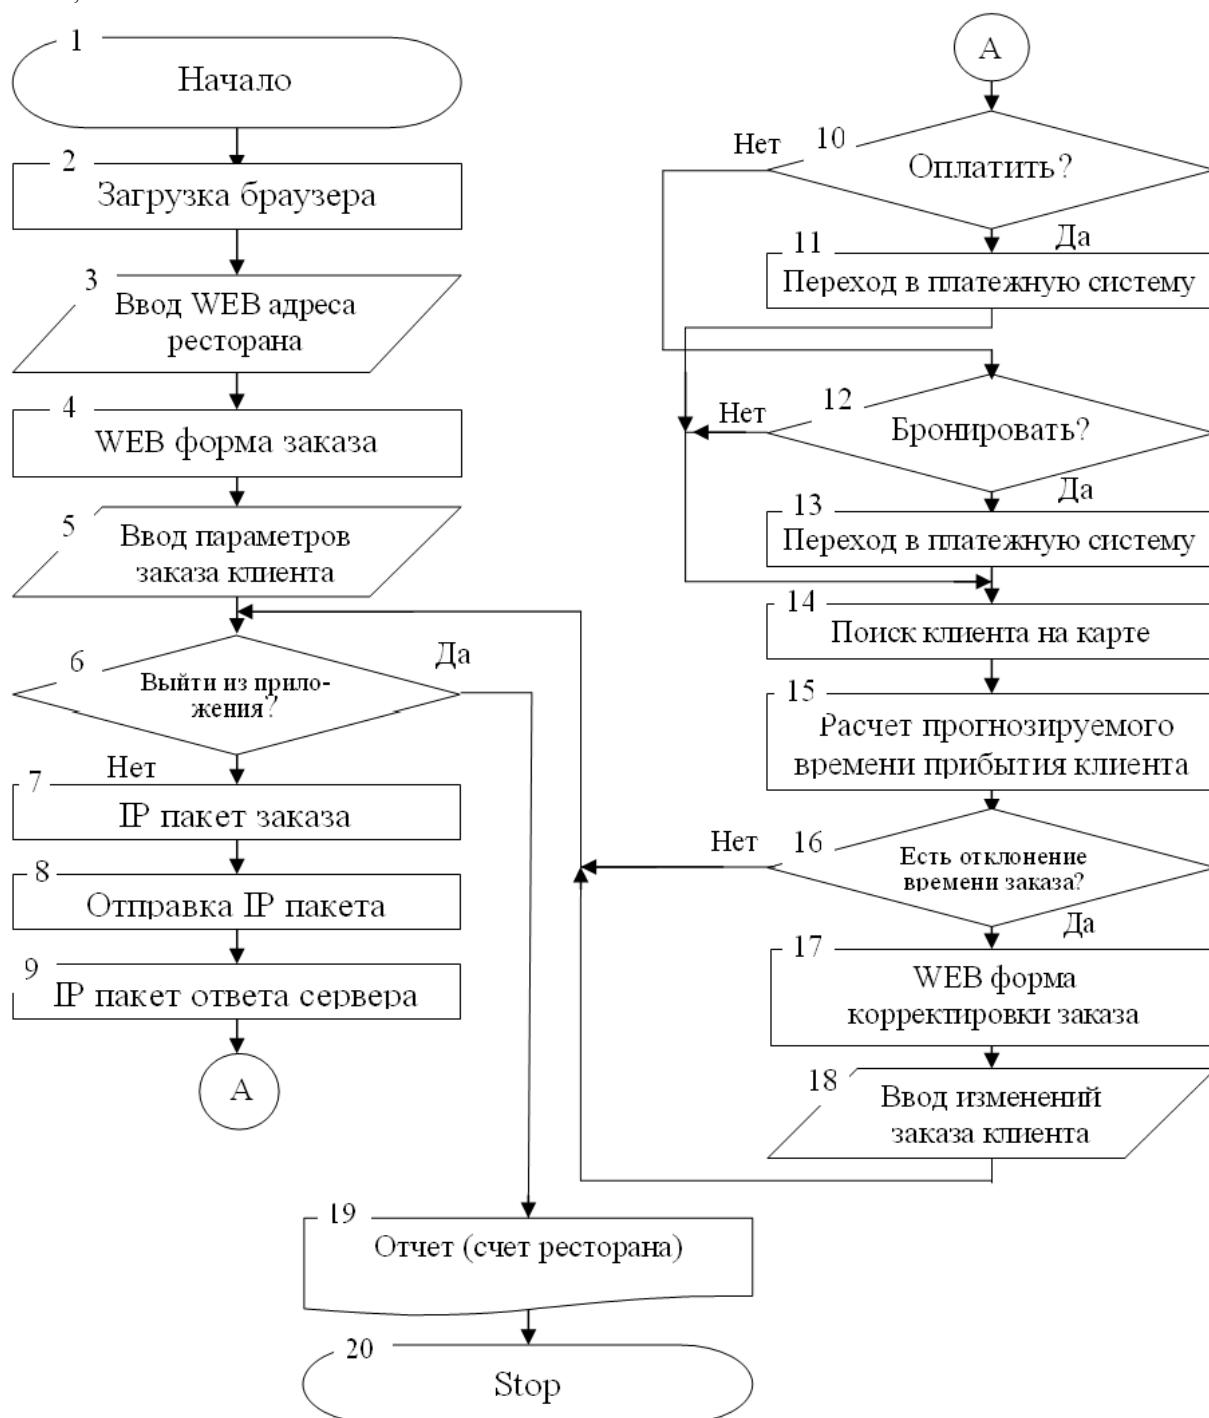 1
Начало
2
Загрузка браузера
3
Ввод WEB адреса
ресторана
4
WEB форма заказа
5
Ввод параметров
заказа клиента
6
Да
Выйти из прило-
жения?
Нет
7
IP пакет заказа
8
Отправка IP пакета
9
IP пакет ответа сервера
А
А
10
Нет
Оплатить?
Да
11
Переход в платежную систему
12
Нет
Бронировать?
Да
13
Переход в платежную систему
14
Поиск клиента на карте
15
Расчет прогнозируемого
времени прибытия клиента
16
Нет
Есть отклонение
времени заказа?
Да
17
WEB форма
корректировки заказа
18
Ввод изменений
заказа клиента
19
Отчет (счет ресторана)
20
Stop